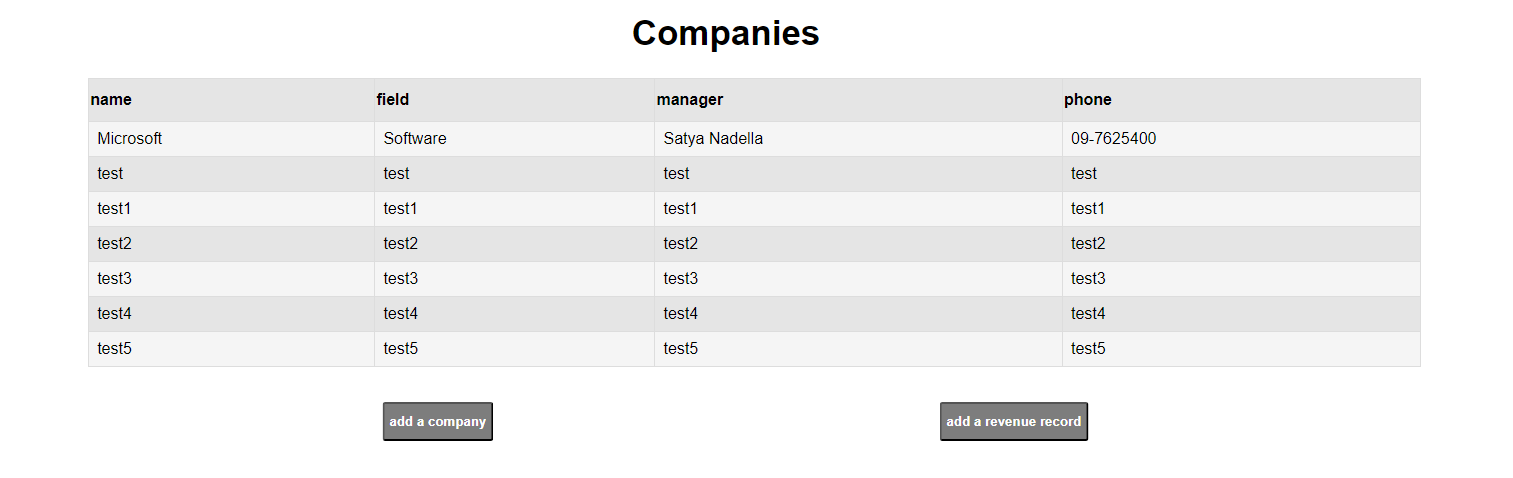 Companies
name field manager phone
Microsoft Software Satya Nadella 09-7625400
test test test test
test1 test1 test1 test1
test2 test2 test2 test2
test3 test3 test3 test3
test4 test4 test4 test4
test5 test5 test5 test5
add a company add a revenue record